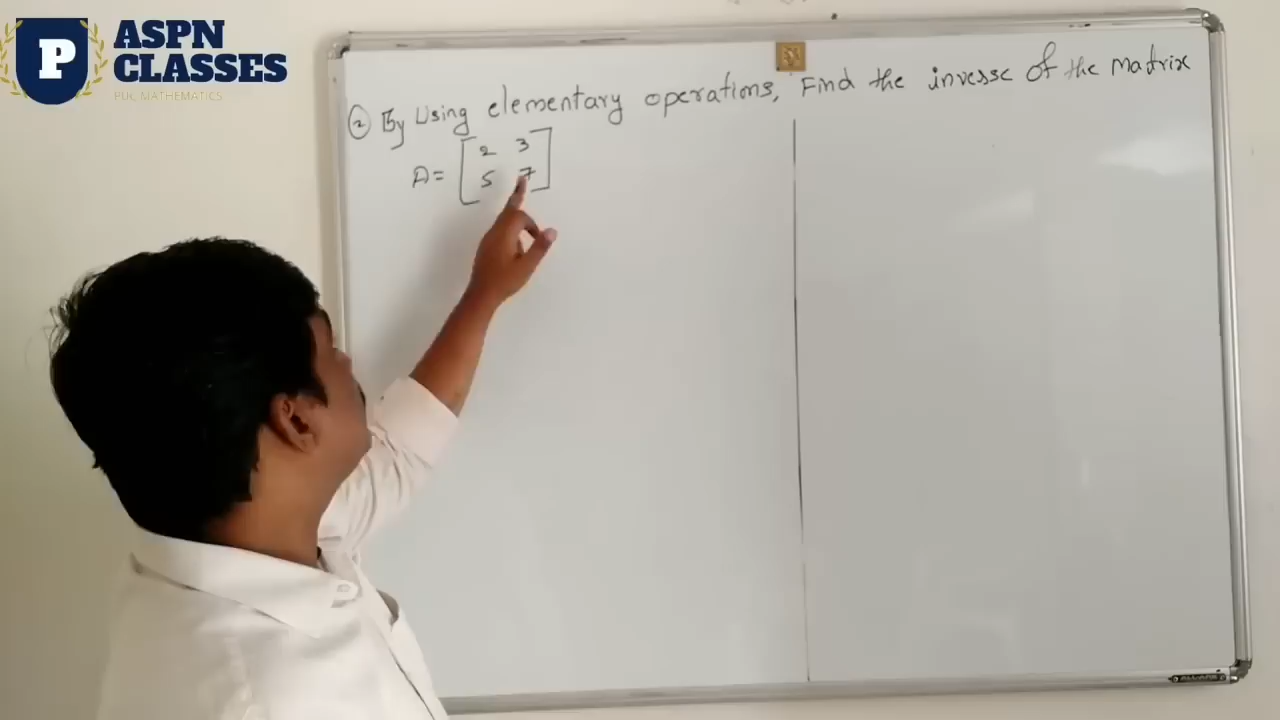 P
ASPN
CLASSES
PUC MATHEMATICS
② By Using elementary operations, Find the inverse of the matrix
A = [ 2 3
5 7 ]